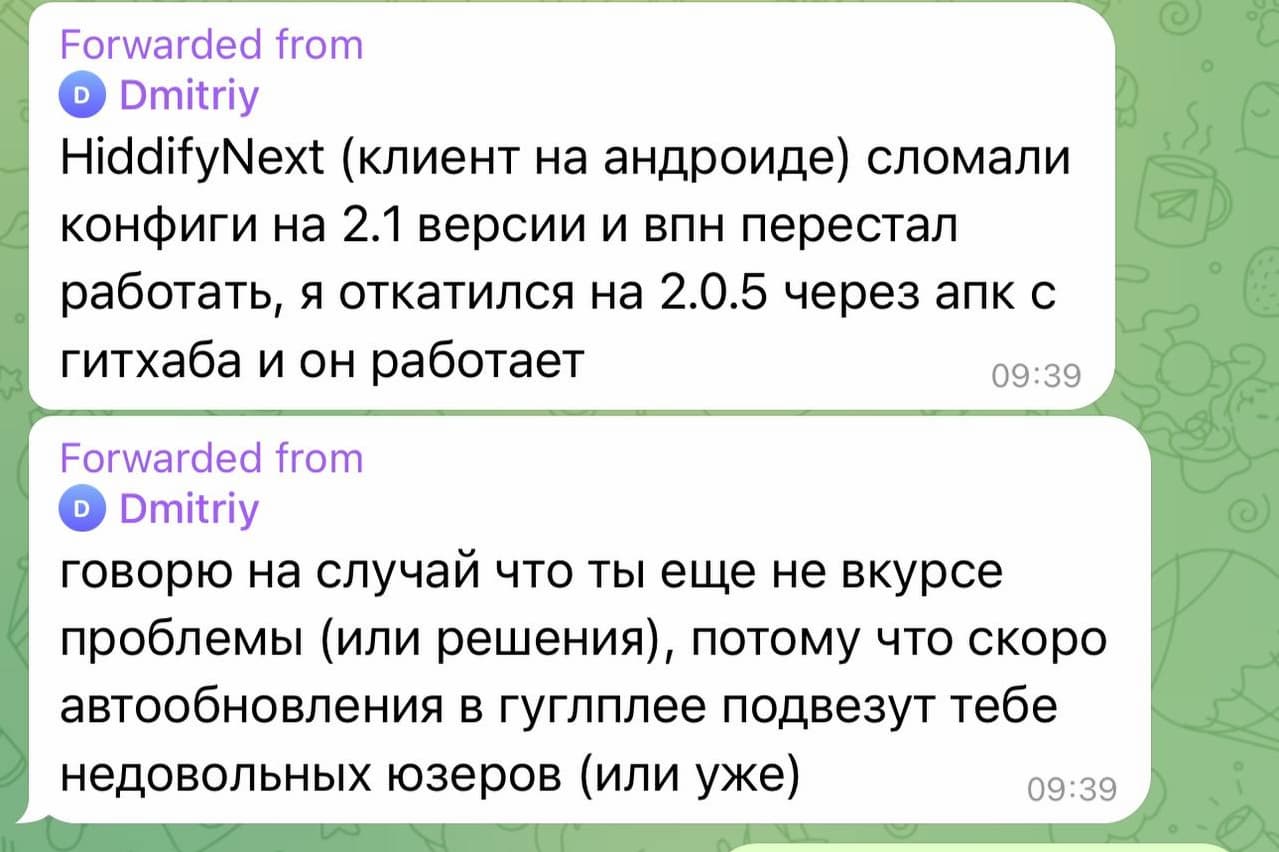 Forwarded from
D Dmitriy
HiddifyNext (клиент на андроиде) сломали
конфиги на 2.1 версии и впн перестал
работать, я откатился на 2.0.5 через апк с
гитхаба и он работает
09:39
Forwarded from
D Dmitriy
говорю на случай что ты еще не вкурсе
проблемы (или решения), потому что скоро
автообновления в гуглплее подвезут тебе
недовольных юзеров (или уже)
09:39